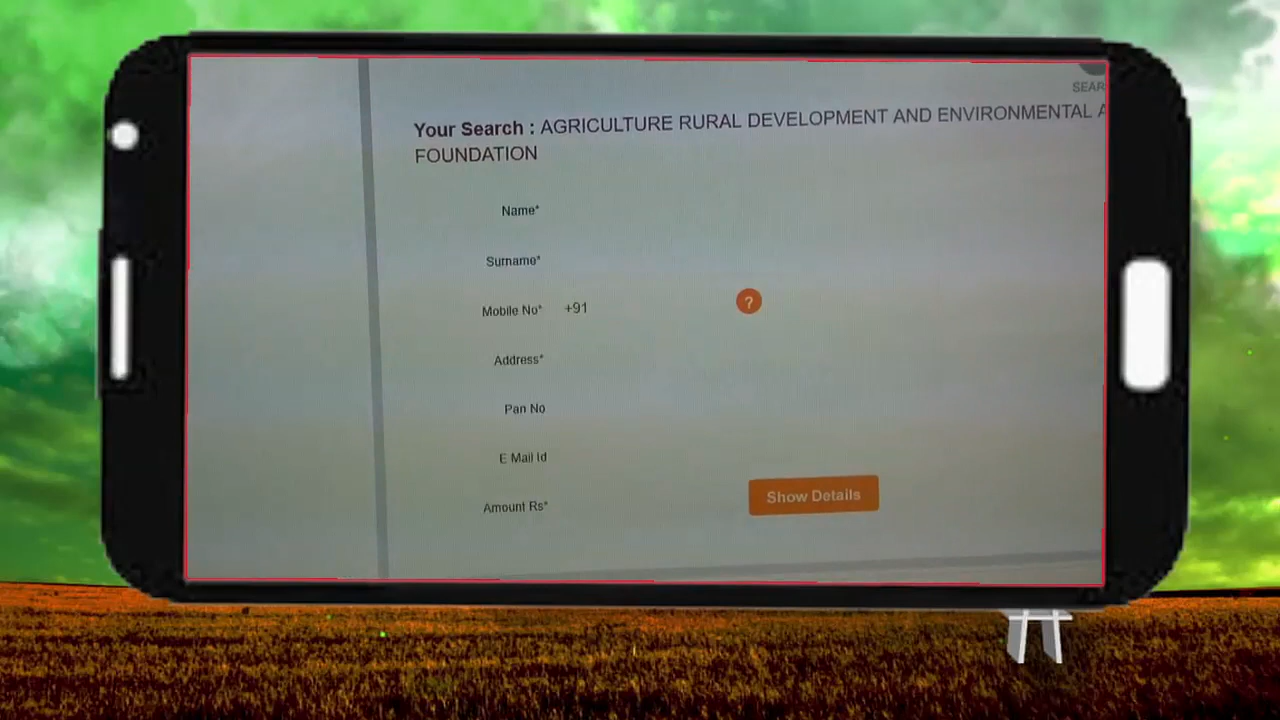 SEAR
Your Search : AGRICULTURE RURAL DEVELOPMENT AND ENVIRONMENTAL A
FOUNDATION
Name*
Surname*
Mobile No* +91 ?
Address*
Pan No
E Mail Id
Amount Rs*
Show Details